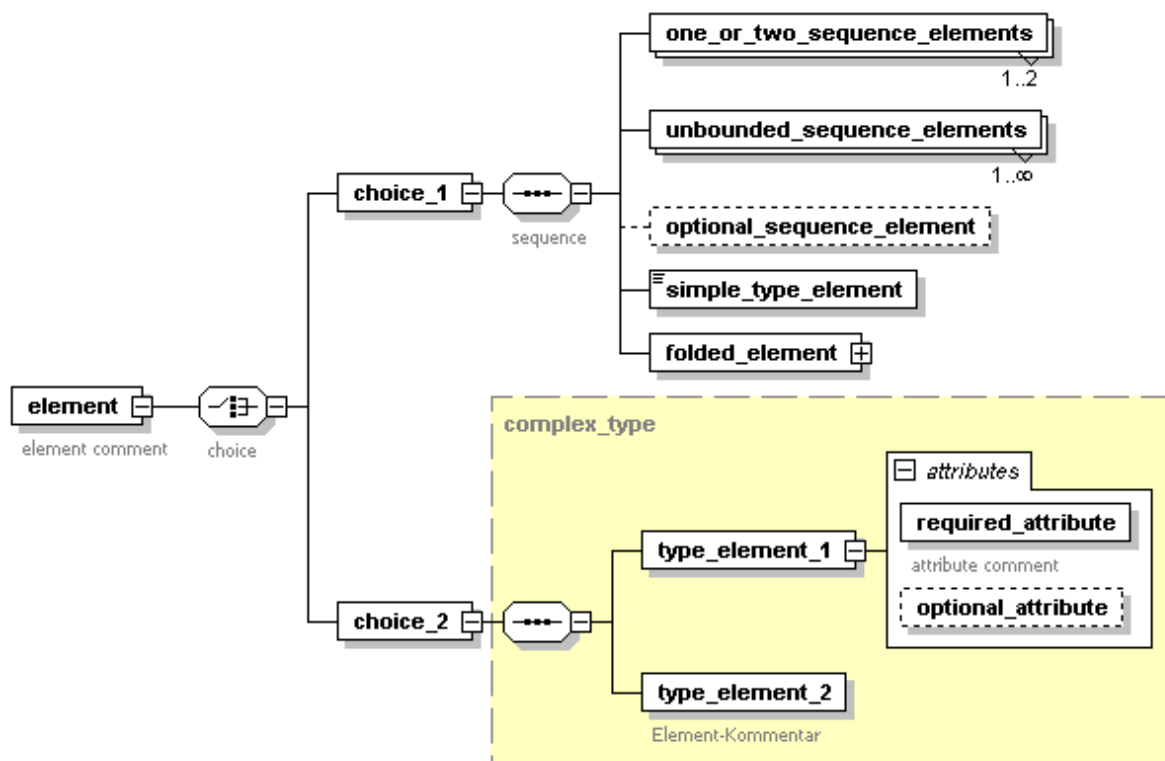 one_or_two_sequence_elements
1..2
unbounded_sequence_elements
1..∞
choice_1
sequence
optional_sequence_element
simple_type_element
folded_element
element
element comment
choice
complex_type
attributes
required_attribute
attribute comment
type_element_1
optional_attribute
choice_2
type_element_2
Element-Kommentar